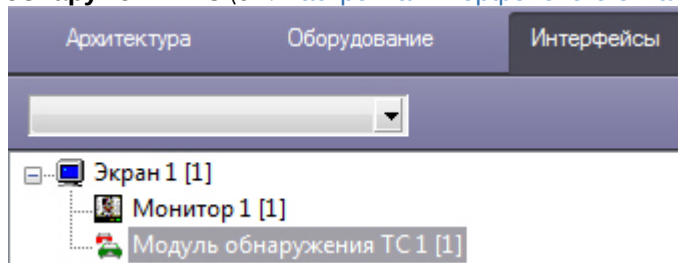 Архитектура Оборудование Интерфейсы
Экран 1 [1]
Монитор 1 [1]
Модуль обнаружения ТС 1 [1]